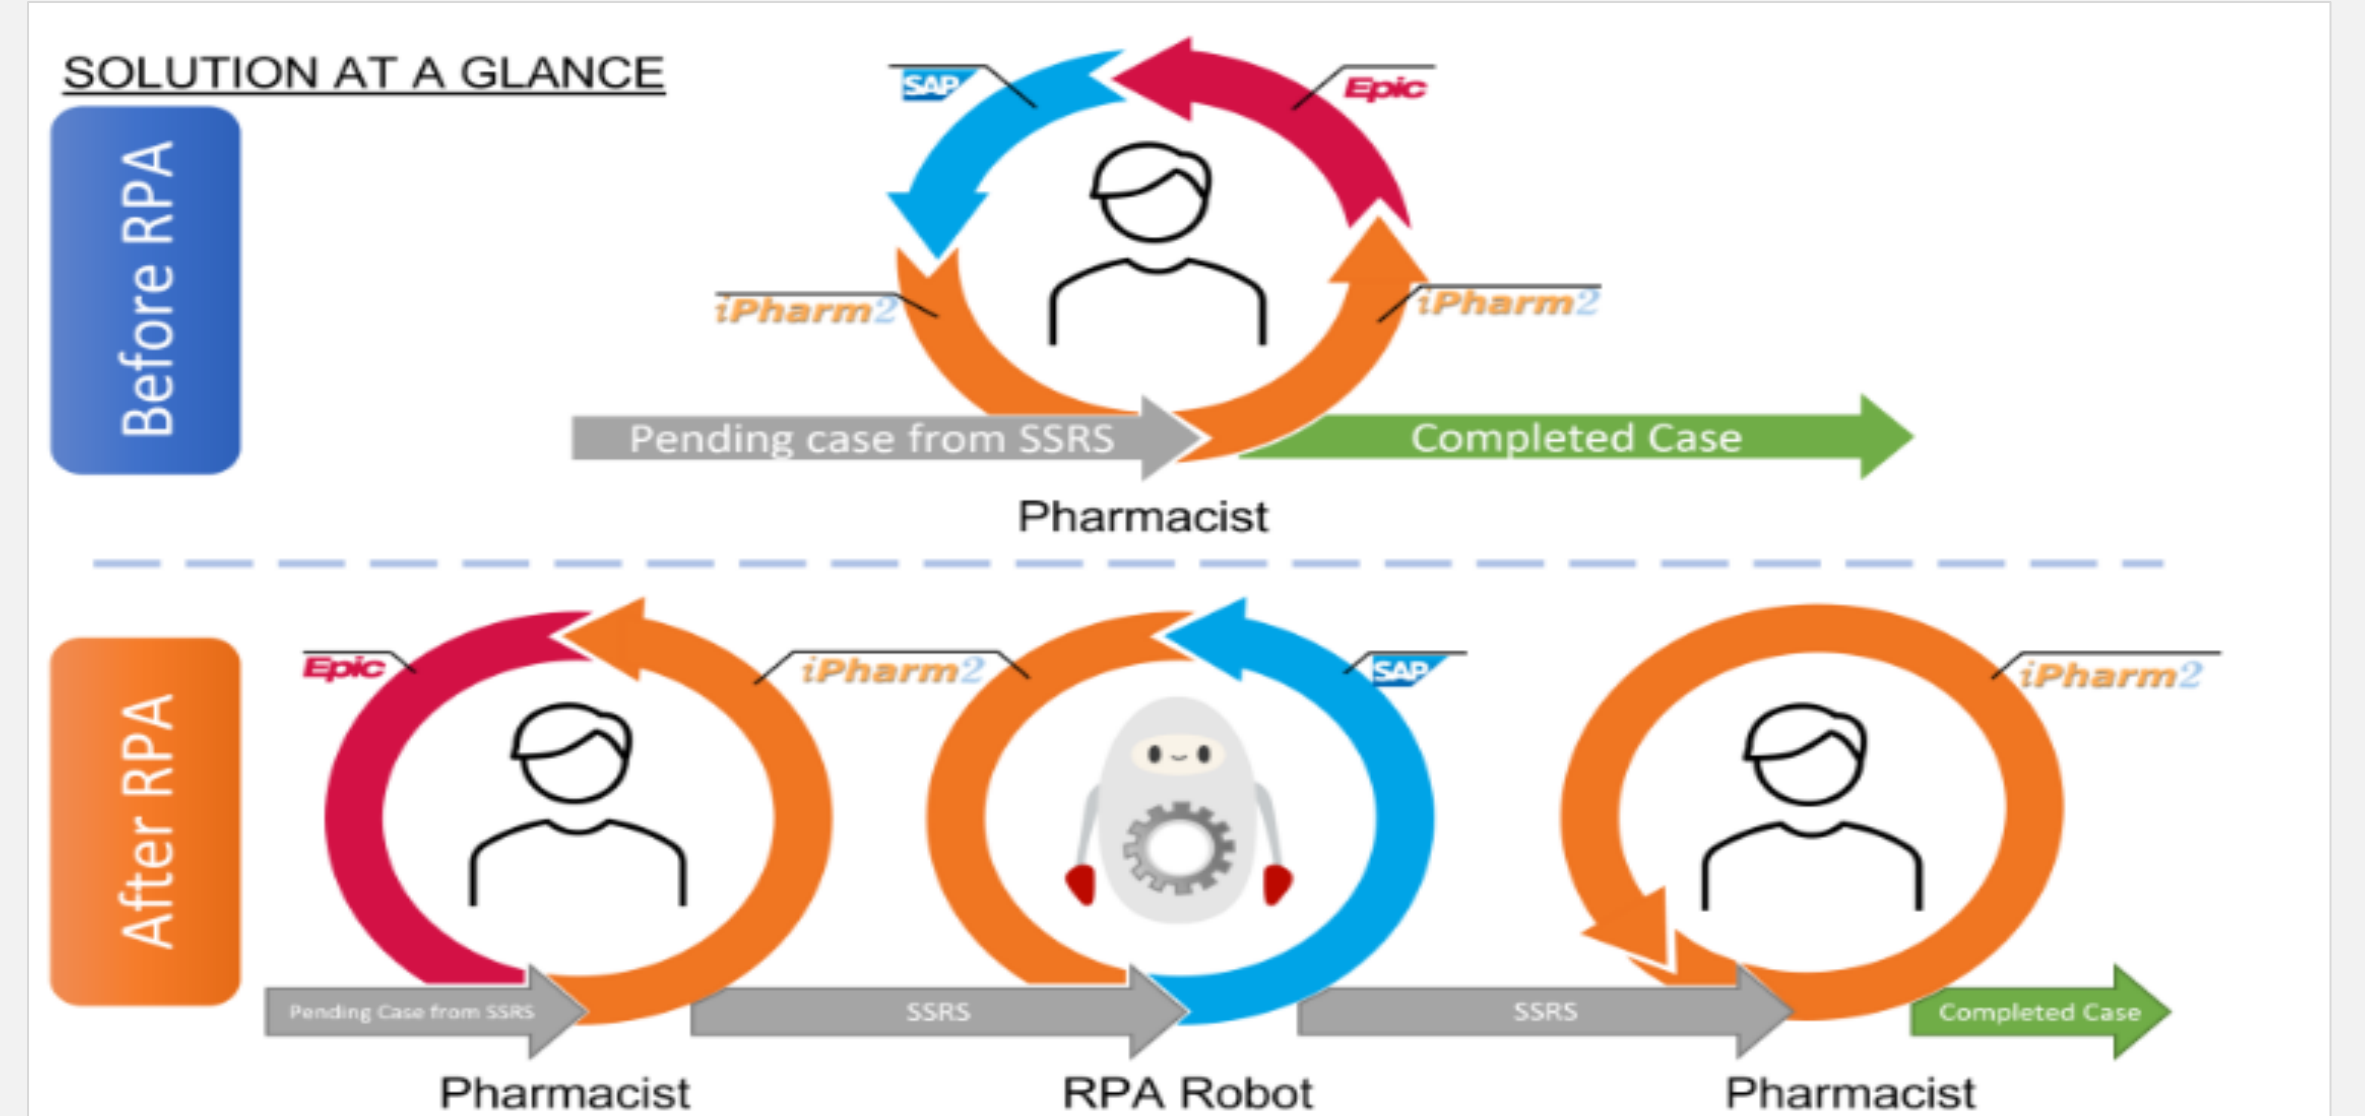 SOLUTION AT A GLANCE
Before RPA
SAP
Epic
iPharm2
iPharm2
Pending case from SSRS
Completed Case
Pharmacist
After RPA
Epic
iPharm2
SAP
iPharm2
Pending Case from SSRS
SSRS
SSRS
Completed Case
Pharmacist
RPA Robot
Pharmacist